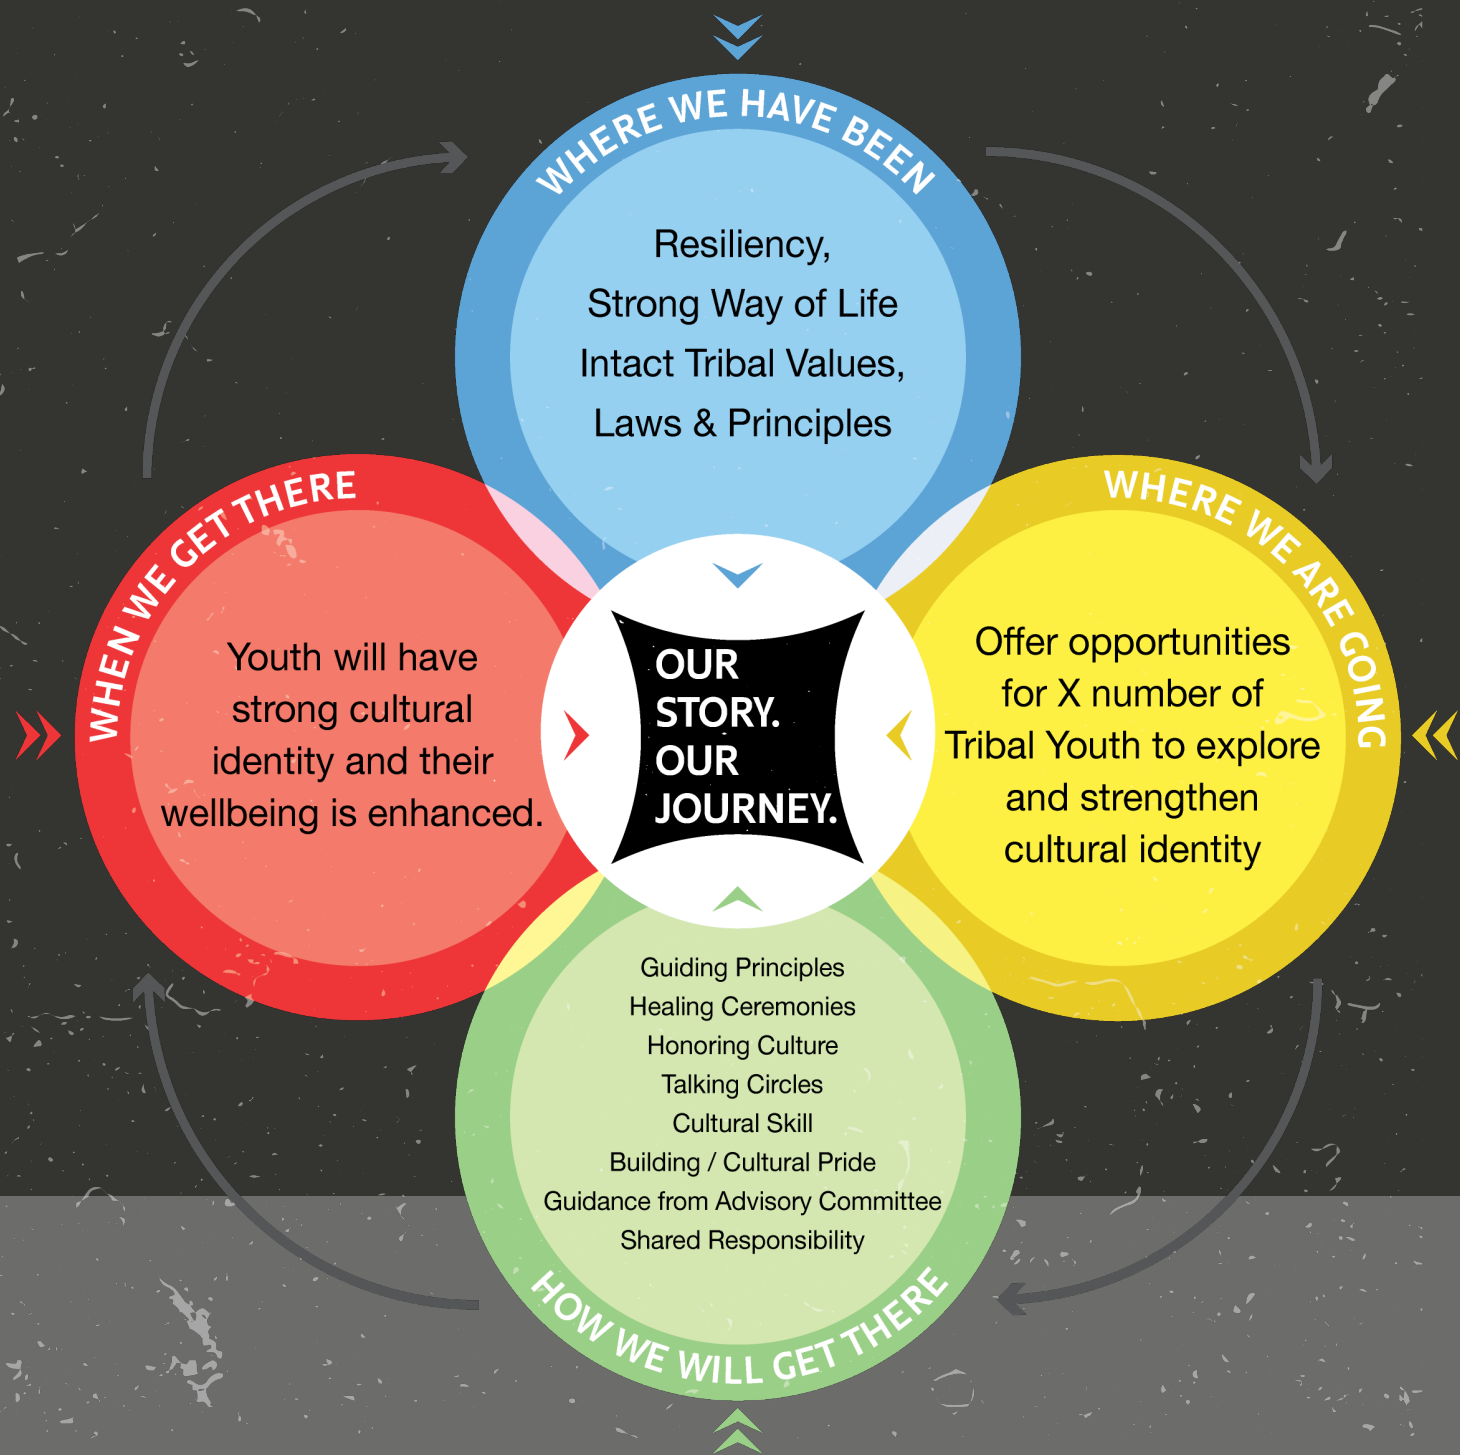 WHERE WE HAVE BEEN
Resiliency,
Strong Way of Life
Intact Tribal Values,
Laws & Principles
WHERE WE ARE GOING
Offer opportunities
for X number of
Tribal Youth to explore
and strengthen
cultural identity
WHEN WE GET THERE
Youth will have
strong cultural
identity and their
wellbeing is enhanced.
OUR
STORY.
OUR
JOURNEY.
Guiding Principles
Healing Ceremonies
Honoring Culture
Talking Circles
Cultural Skill
Building / Cultural Pride
Guidance from Advisory Committee
Shared Responsibility
HOW WE WILL GET THERE